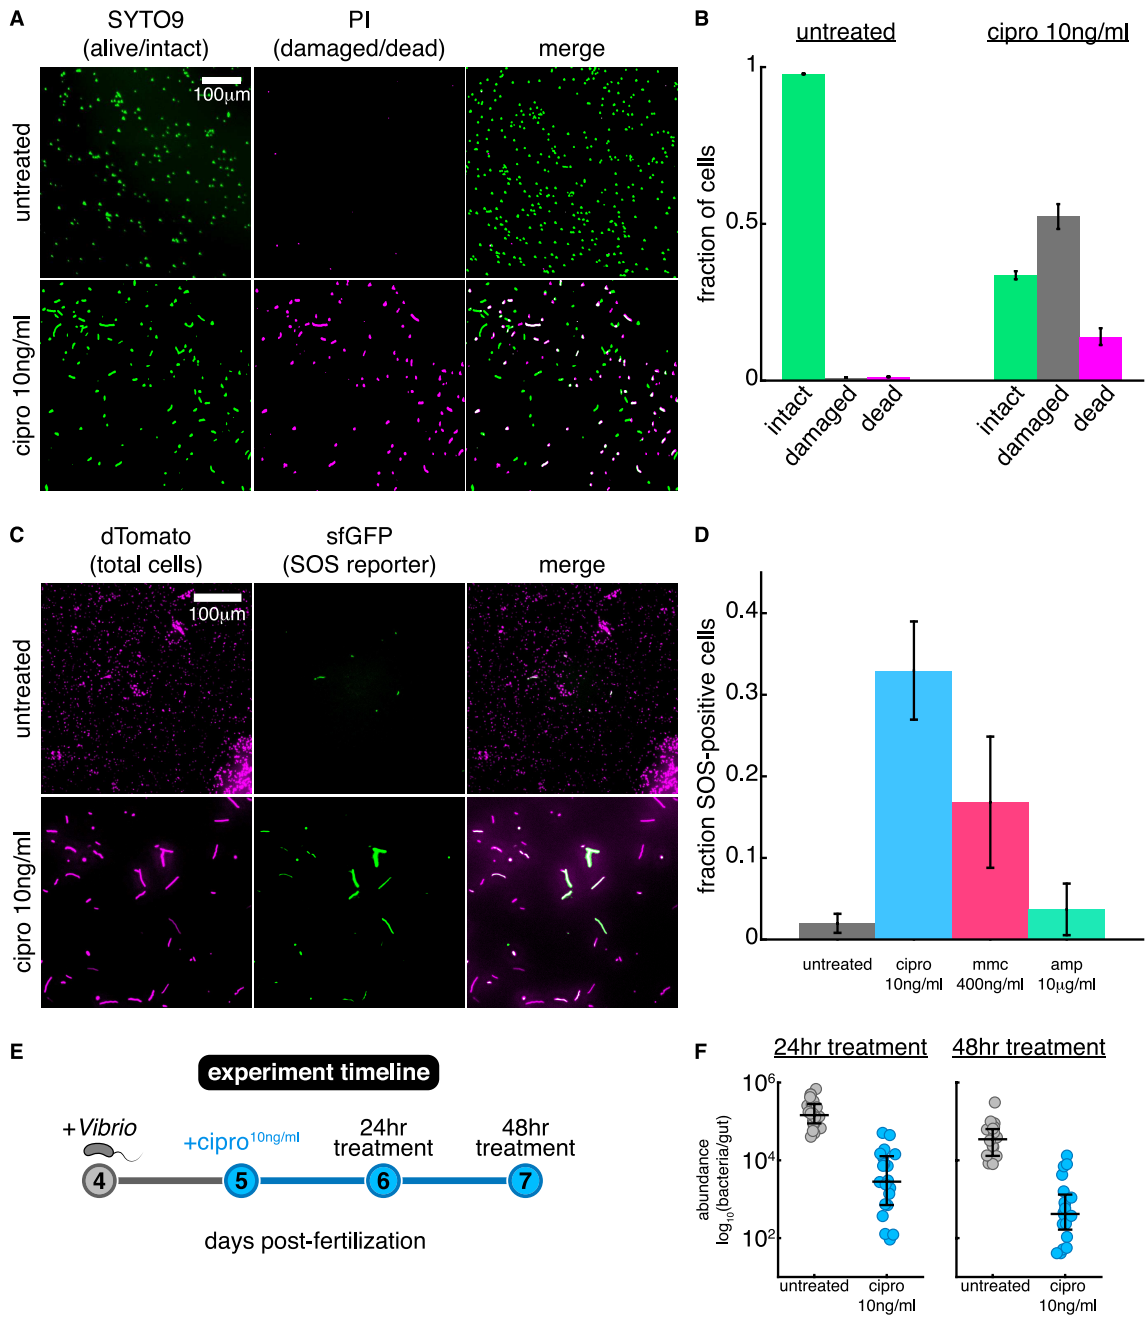 A
SYTO9
(alive/intact)
PI
(damaged/dead)
merge
untreated
100μm
cipro 10ng/ml
B
untreated
cipro 10ng/ml
fraction of cells
1
0.5
0
intact
damaged
dead
intact
damaged
dead
C
dTomato
(total cells)
sfGFP
(SOS reporter)
merge
untreated
100μm
cipro 10ng/ml
D
fraction SOS-positive cells
0.4
0.3
0.2
0.1
0
untreated
cipro
10ng/ml
mmc
400ng/ml
amp
10μg/ml
E
experiment timeline
+Vibrio
+cipro10ng/ml
24hr
treatment
48hr
treatment
4
5
6
7
days post-fertilization
F
24hr treatment
48hr treatment
abundance
log10(bacteria/gut)
10^6
10^4
10^2
untreated
cipro
10ng/ml
untreated
cipro
10ng/ml